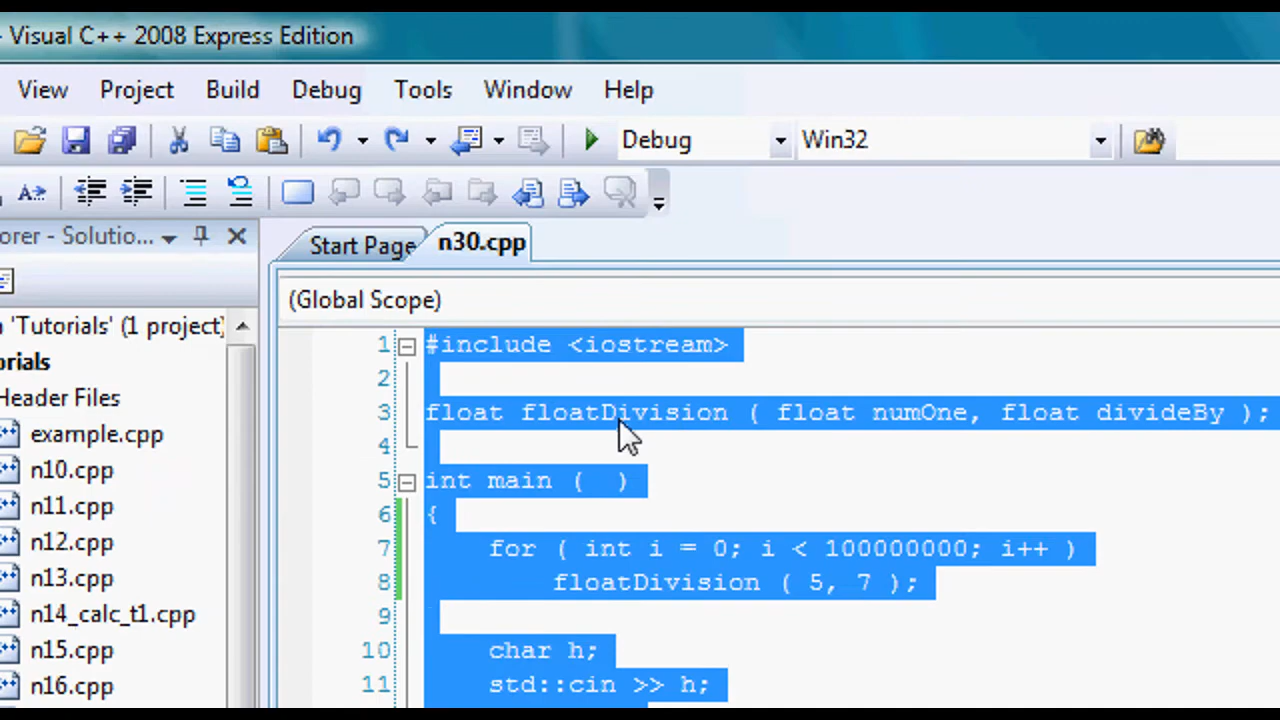 - Visual C++ 2008 Express Edition
View Project Build Debug Tools Window Help
Debug Win32
orer - Solutio...
Start Page n30.cpp
(Global Scope)
n 'Tutorials' (1 project)
orials
Header Files
example.cpp
n10.cpp
n11.cpp
n12.cpp
n13.cpp
n14_calc_t1.cpp
n15.cpp
n16.cpp
1 #include <iostream>
2
3 float floatDivision ( float numOne, float divideBy );
4
5 int main ( )
6 {
7 for ( int i = 0; i < 100000000; i++ )
8 floatDivision ( 5, 7 );
9
10 char h;
11 std::cin >> h;